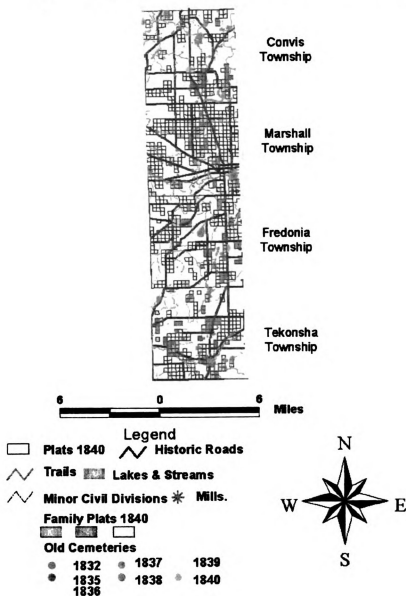 Convis
Township
Marshall
Township
Fredonia
Township
Tekonsha
Township
6 0 6
Miles
Legend
Plats 1840 Historic Roads
Trails Lakes & Streams
Minor Civil Divisions Mills.
Family Plats 1840
Old Cemeteries
1832 1837 1839
1835 1838 1840
1836
N
W E
S